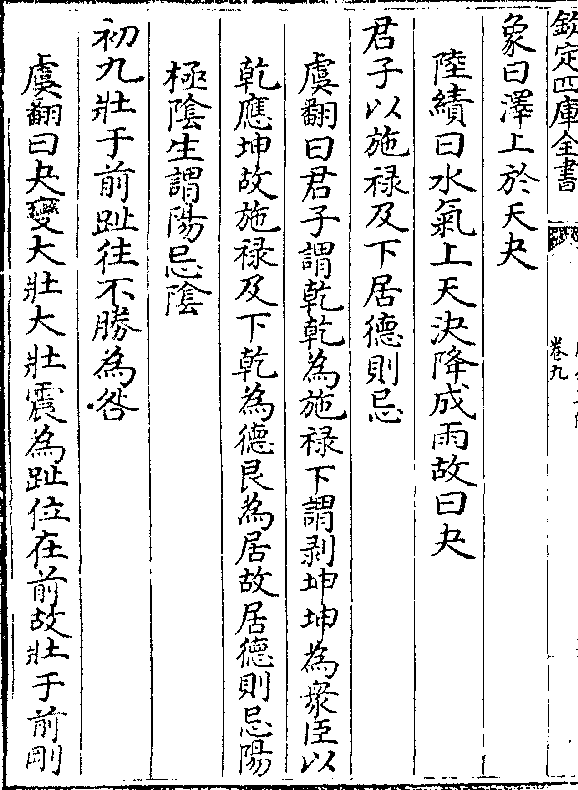 欽定四庫全書
卷九
象曰澤上於天夬
陸績曰水氣上天決降成雨故曰夬
君子以施禄及下居德則忌
虞翻曰君子謂乾乾為施禄下謂剥坤坤為衆臣以
乾應坤故施禄及下乾為德艮為居故居德則忌陽
極陰生謂陽忌陰
初九壯于前趾往不勝為咎
虞翻曰夬變大壯大壯震為趾位在前故壯于前剛